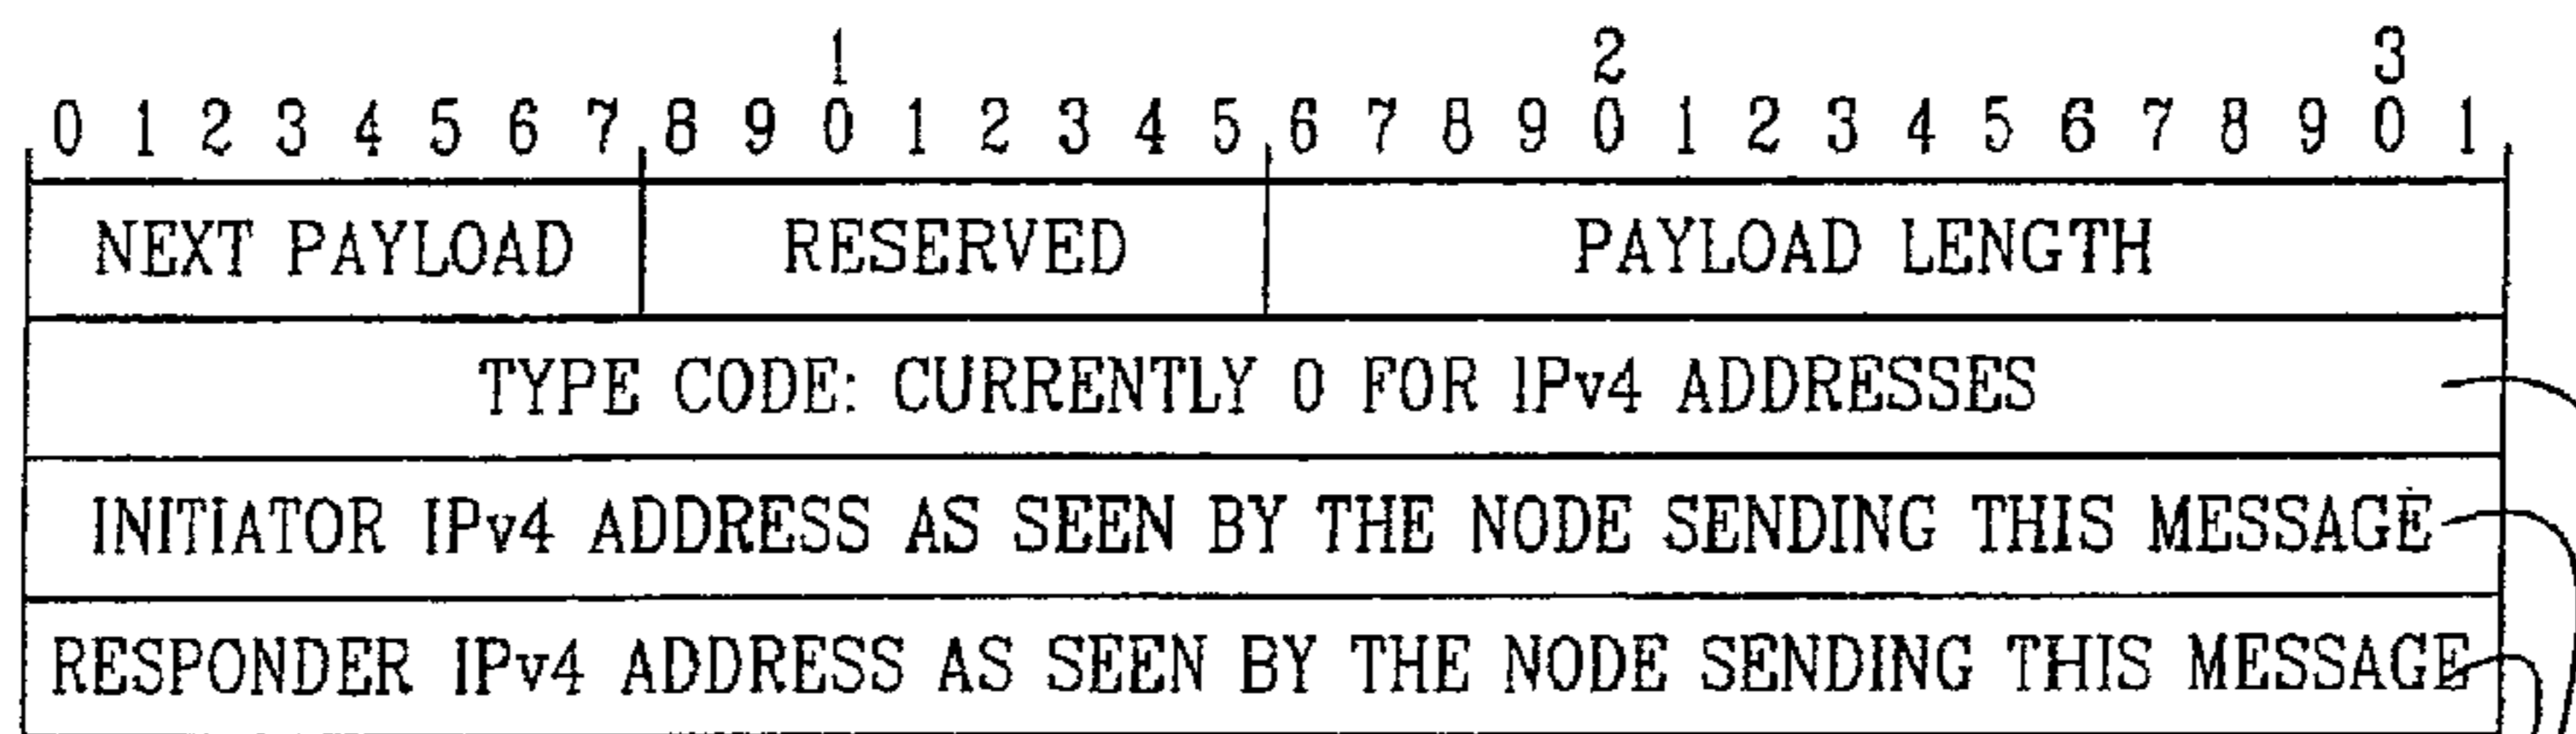 1 2 3
0 1 2 3 4 5 6 7 8 9 0 1 2 3 4 5 6 7 8 9 0 1 2 3 4 5 6 7 8 9 0 1
NEXT PAYLOAD RESERVED PAYLOAD LENGTH
TYPE CODE: CURRENTLY 0 FOR IPv4 ADDRESSES
INITIATOR IPv4 ADDRESS AS SEEN BY THE NODE SENDING THIS MESSAGE
RESPONDER IPv4 ADDRESS AS SEEN BY THE NODE SENDING THIS MESSAGE